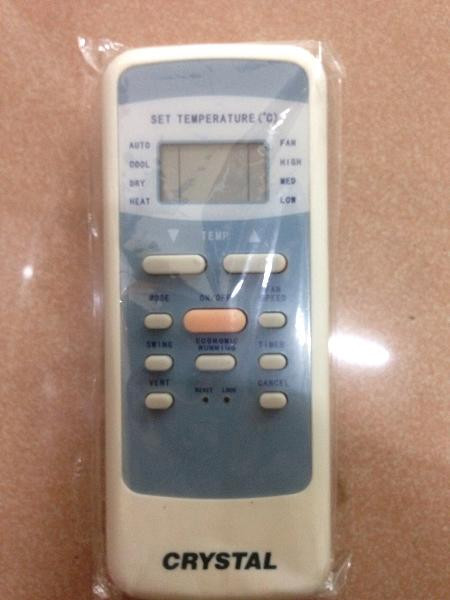 SET TEMPERATURE(°C)
AUTO FAN
COOL HIGH
DRY MED
HEAT LOW
▼ TEMP ▲
MODE ON/OFF FAN SPEED
SWING ECONOMIC RUNNING TIMER
VENT RESET LOCK CANCEL
CRYSTAL